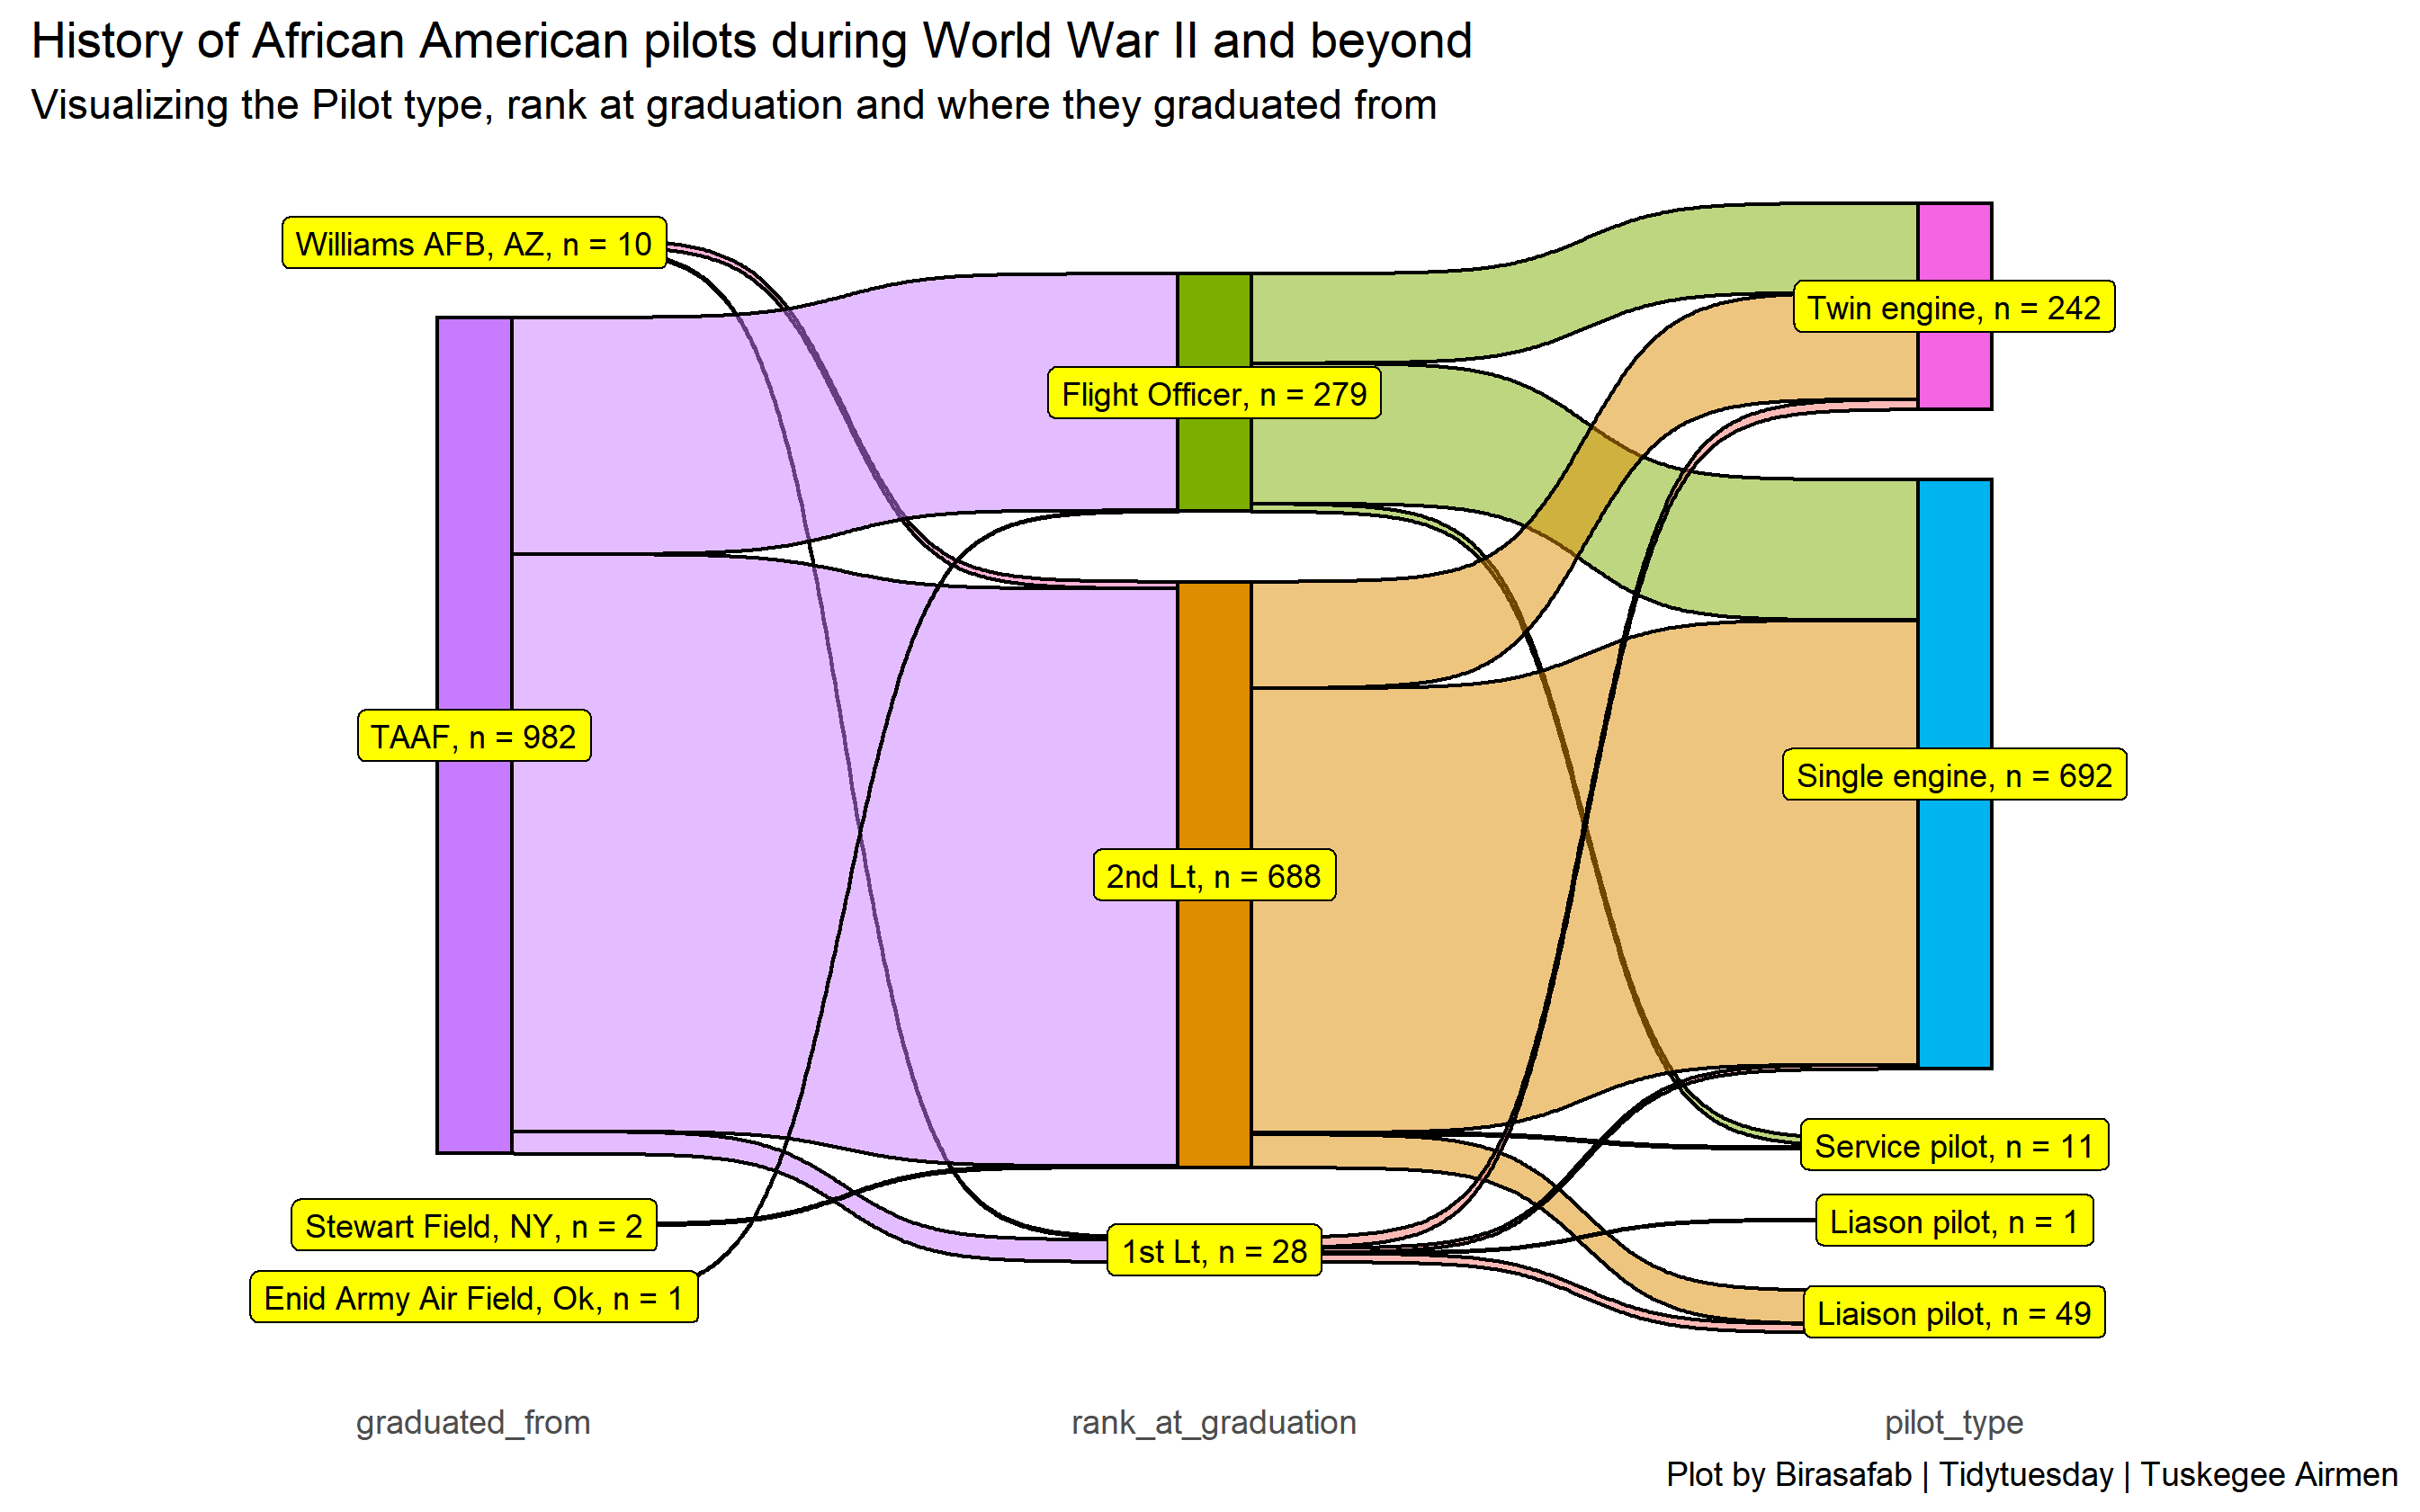 History of African American pilots during World War II and beyond
Visualizing the Pilot type, rank at graduation and where they graduated from
Williams AFB, AZ, n = 10
TAAF, n = 982
Stewart Field, NY, n = 2
Enid Army Air Field, Ok, n = 1
Flight Officer, n = 279
2nd Lt, n = 688
1st Lt, n = 28
Twin engine, n = 242
Single engine, n = 692
Service pilot, n = 11
Liason pilot, n = 1
Liaison pilot, n = 49
graduated_from
rank_at_graduation
pilot_type
Plot by Birasafab | Tidytuesday | Tuskegee Airmen